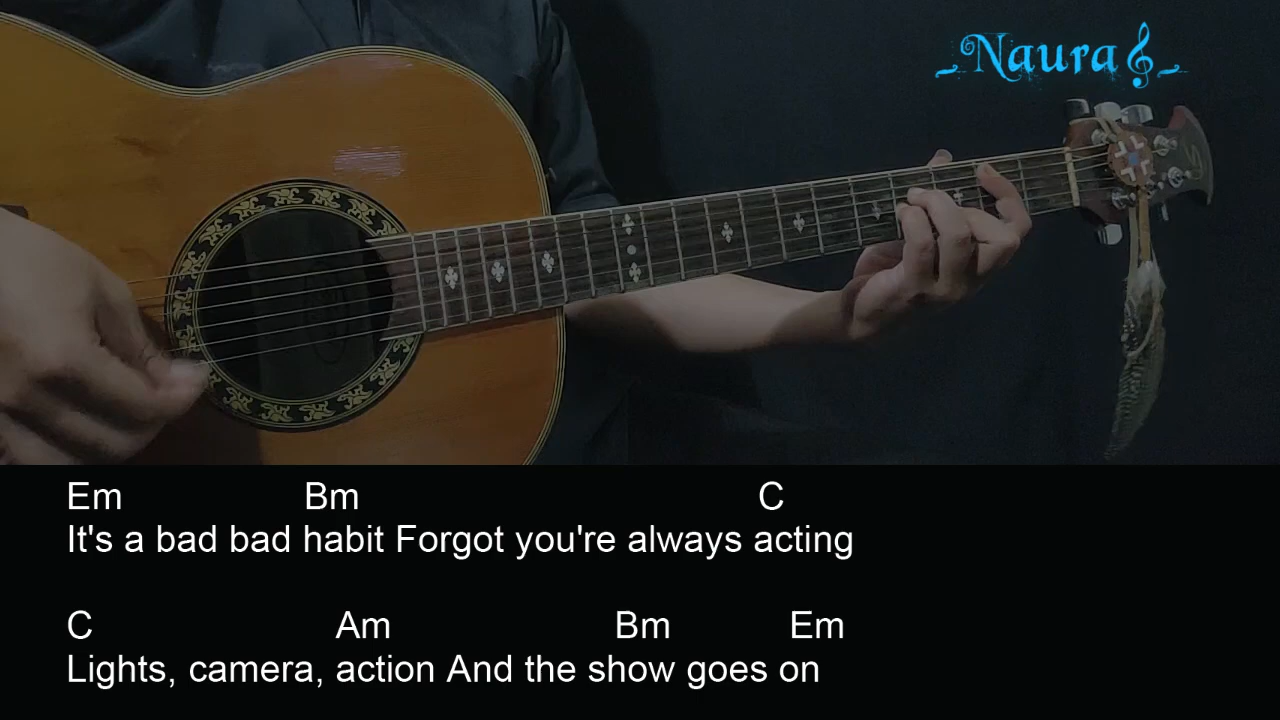 Naura
Em Bm C
It's a bad bad habit Forgot you're always acting
C Am Bm Em
Lights, camera, action And the show goes on